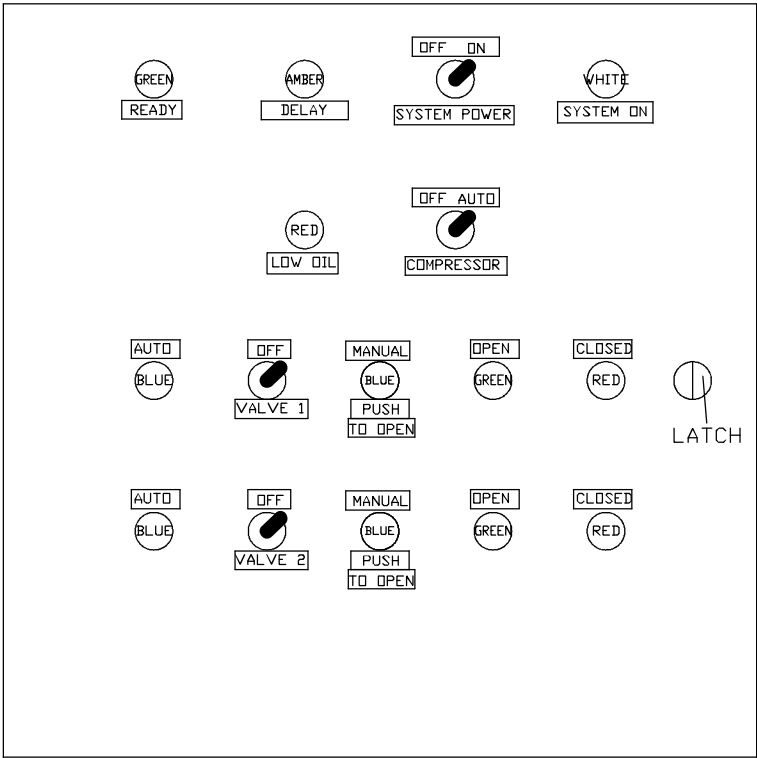 OFF ON
GREEN AMBER WHITE
READY DELAY SYSTEM POWER SYSTEM ON
OFF AUTO
RED
LOW OIL COMPRESSOR
AUTO OFF MANUAL OPEN CLOSED
BLUE BLUE GREEN RED
VALVE 1 PUSH
TO OPEN
LATCH
AUTO OFF MANUAL OPEN CLOSED
BLUE BLUE GREEN RED
VALVE 2 PUSH
TO OPEN